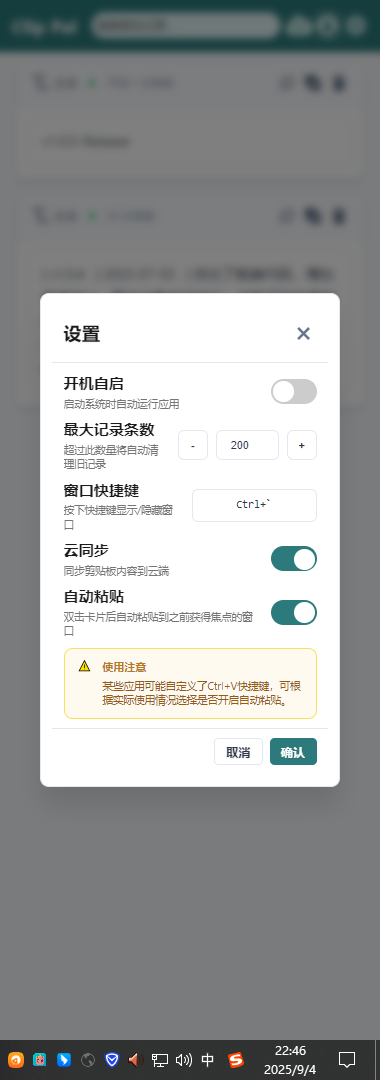 Clip Pal
设置
开机自启
启动系统时自动运行应用
最大记录条数
超过此数量将自动清
理旧记录
-
200
+
窗口快捷键
按下快捷键显示/隐藏窗
口
Ctrl+`
云同步
同步剪贴板内容到云端
自动粘贴
双击卡片后自动粘贴到之前获得焦点的窗
口
使用注意
某些应用可能自定义了Ctrl+V快捷键，可根
据实际使用情况选择是否开启自动粘贴。
取消
确认
中
22:46
2025/9/4